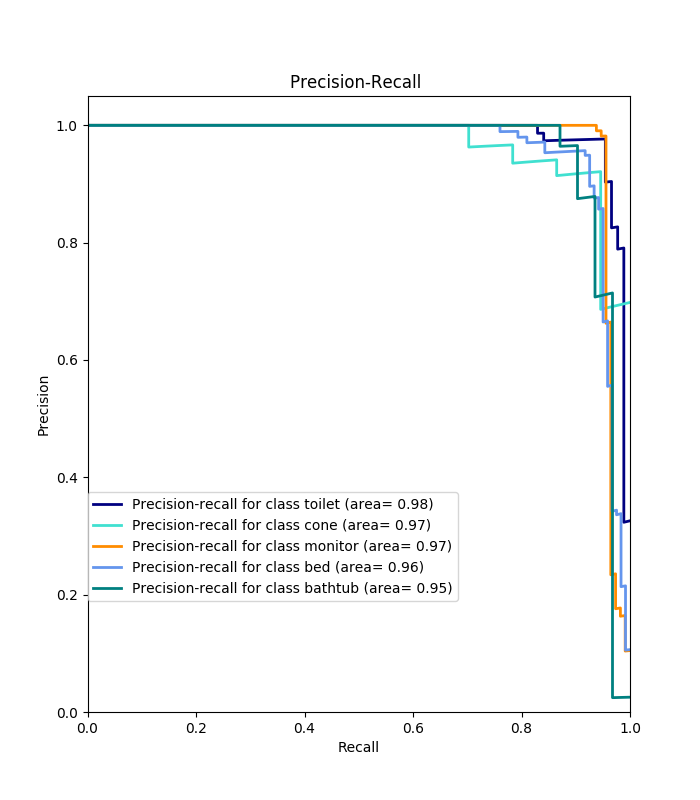 Precision-Recall
1.0
0.8
0.6
0.4
0.2
0.0
Precision
Precision-recall for class toilet (area= 0.98)
Precision-recall for class cone (area= 0.97)
Precision-recall for class monitor (area= 0.97)
Precision-recall for class bed (area= 0.96)
Precision-recall for class bathtub (area= 0.95)
0.0 0.2 0.4 0.6 0.8 1.0
Recall